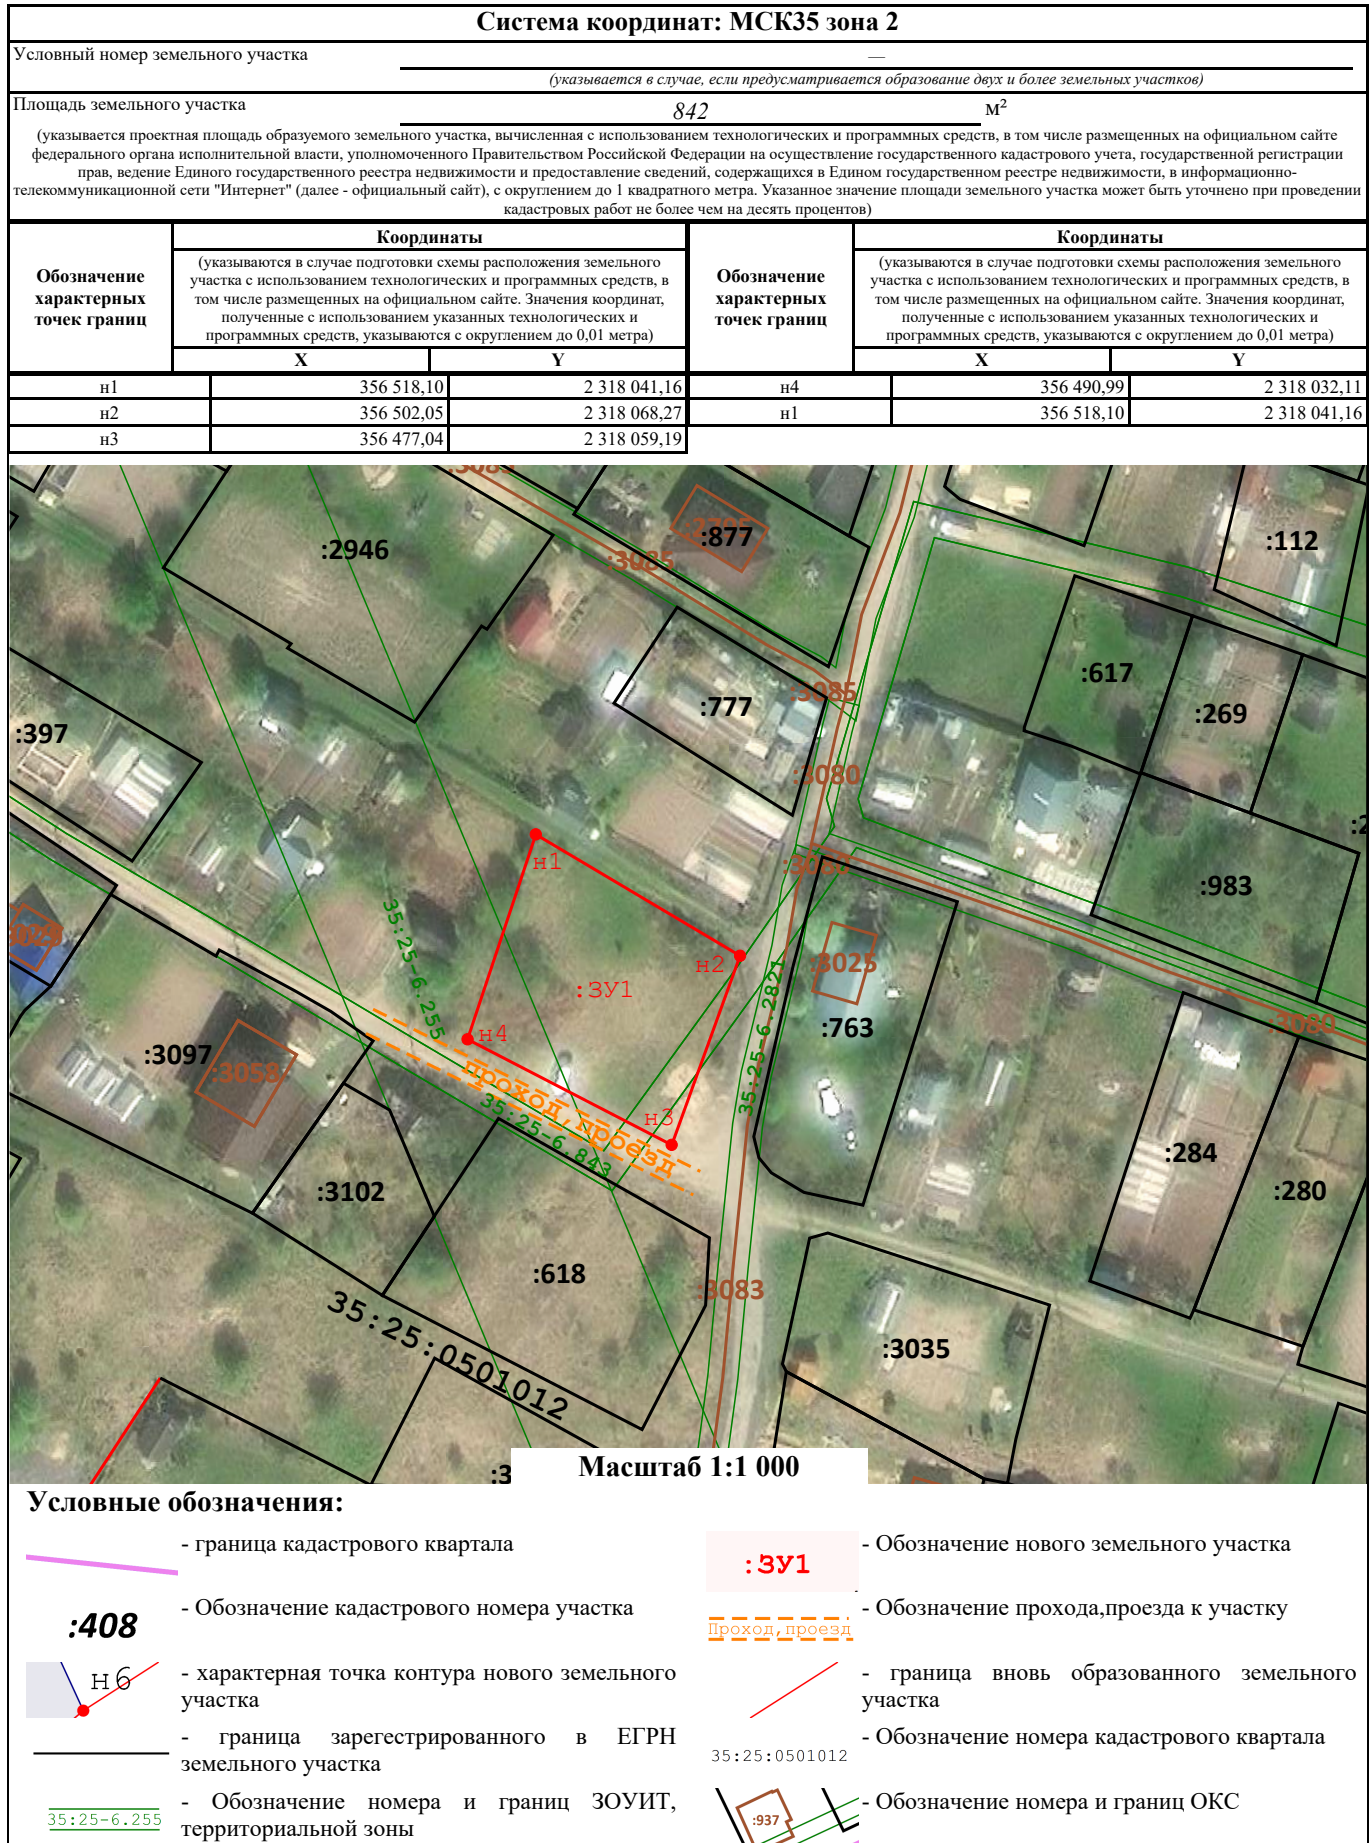 Система координат: МСК35 зона 2
Условный номер земельного участка
—
(указывается в случае, если предусматривается образование двух и более земельных участков)
Площадь земельного участка
842 м²
(указывается проектная площадь образуемого земельного участка, вычисленная с использованием технологических и программных средств, в том числе размещенных на официальном сайте
федерального органа исполнительной власти, уполномоченного Правительством Российской Федерации на осуществление государственного кадастрового учета, государственной регистрации
прав, ведение Единого государственного реестра недвижимости и предоставление сведений, содержащихся в Едином государственном реестре недвижимости, в информационно-
телекоммуникационной сети "Интернет" (далее - официальный сайт), с округлением до 1 квадратного метра. Указанное значение площади земельного участка может быть уточнено при проведении
кадастровых работ не более чем на десять процентов)
Обозначение
характерных
точек границ
Координаты
(указываются в случае подготовки схемы расположения земельного
участка с использованием технологических и программных средств, в
том числе размещенных на официальном сайте. Значения координат,
полученные с использованием указанных технологических и
программных средств, указываются с округлением до 0,01 метра)
X Y
Обозначение
характерных
точек границ
Координаты
(указываются в случае подготовки схемы расположения земельного
участка с использованием технологических и программных средств, в
том числе размещенных на официальном сайте. Значения координат,
полученные с использованием указанных технологических и
программных средств, указываются с округлением до 0,01 метра)
X Y
н1 356 518,10 2 318 041,16 н4 356 490,99 2 318 032,11
н2 356 502,05 2 318 068,27 н1 356 518,10 2 318 041,16
н3 356 477,04 2 318 059,19
:3085
:2946
:877
:112
:3085
:617
:777
:3085
:269
:397
:3080
:3080
н1
:983
35:25-6.255
н2
:3025
:ЗУ1
35:25-6.2821
:763
:3080
н4
:3097
:3058
проход,проезд
35:25-6.843
н3
:284
:3102
:280
:618
:3083
35:25:0501012
:3035
:3
Масштаб 1:1 000
Условные обозначения:
- граница кадастрового квартала
:ЗУ1
- Обозначение нового земельного участка
:408
- Обозначение кадастрового номера участка
Проход,проезд
- Обозначение прохода,проезда к участку
н6
- характерная точка контура нового земельного
участка
- граница вновь образованного земельного
участка
- граница зарегестрированного в ЕГРН
земельного участка
35:25:0501012
- Обозначение номера кадастрового квартала
35:25-6.255
- Обозначение номера и границ ЗОУИТ,
территориальной зоны
:937
- Обозначение номера и границ ОКС